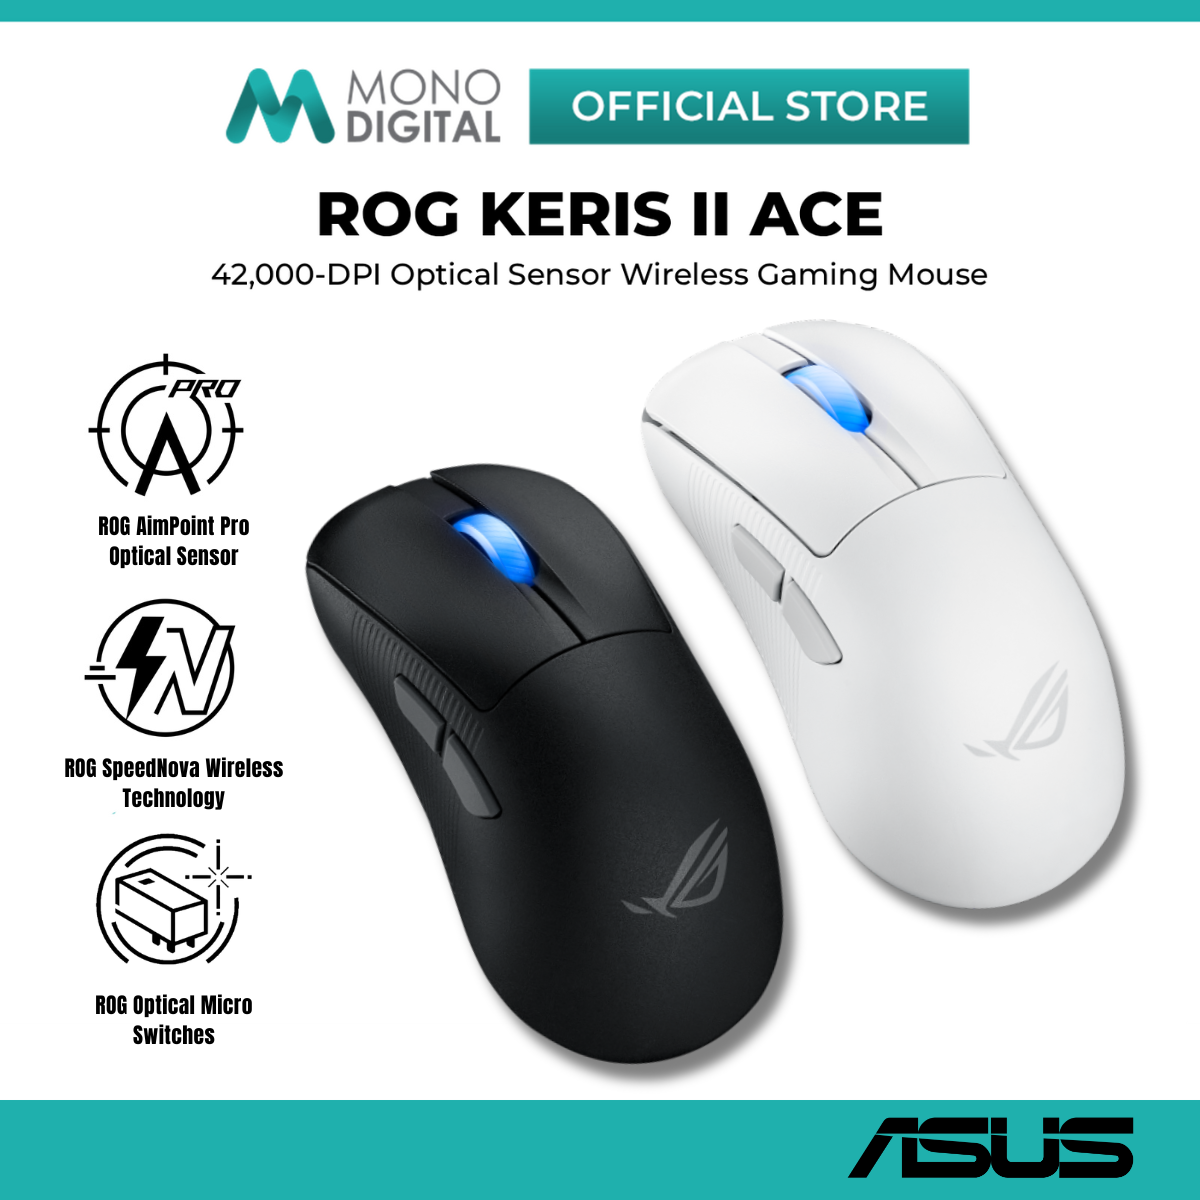 MONO
DIGITAL
OFFICIAL STORE
ROG KERIS II ACE
42,000-DPI Optical Sensor Wireless Gaming Mouse
PRO
ROG AimPoint Pro
Optical Sensor
ROG SpeedNova Wireless
Technology
ROG Optical Micro
Switches
ASUS